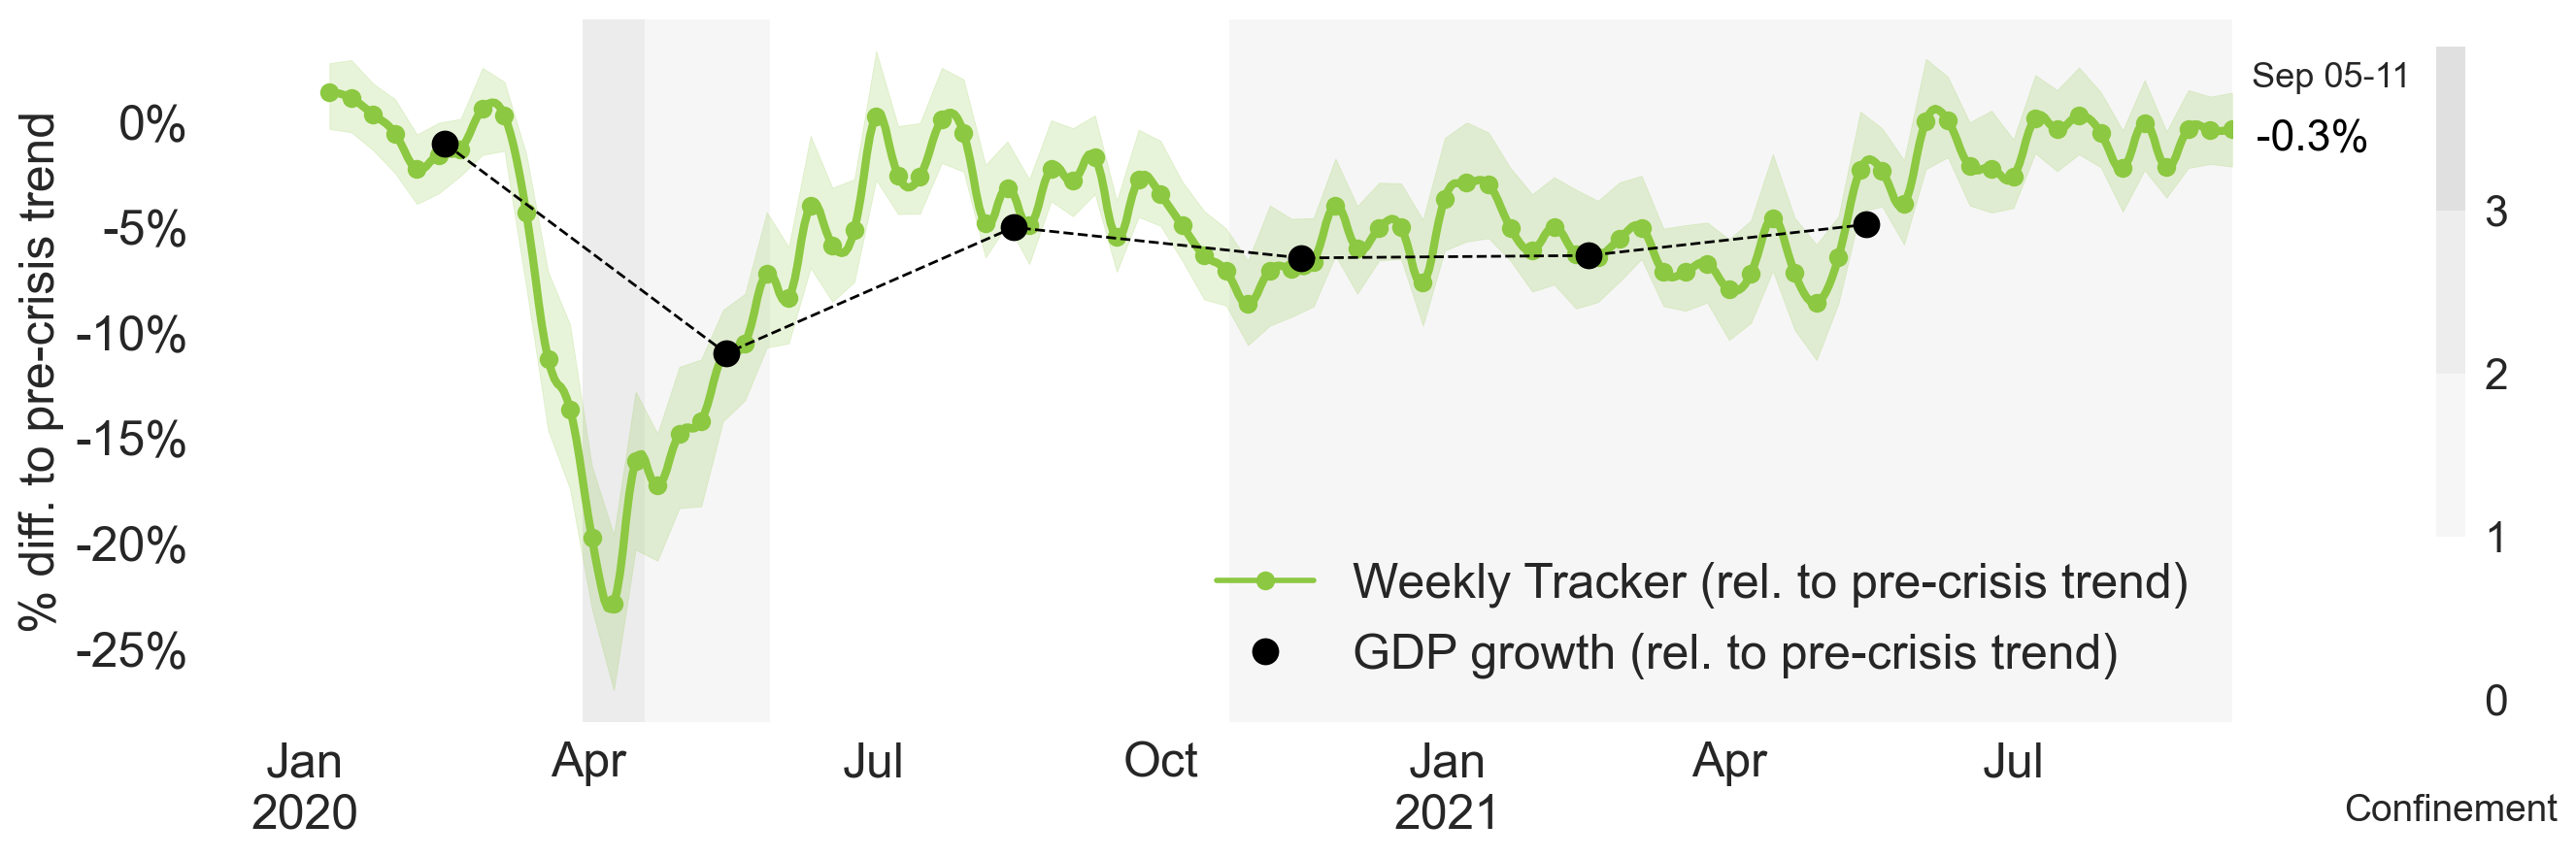 % diff. to pre-crisis trend
0%
-5%
-10%
-15%
-20%
-25%
Jan
2020
Apr
Jul
Oct
Jan
2021
Apr
Jul
Weekly Tracker (rel. to pre-crisis trend)
GDP growth (rel. to pre-crisis trend)
Sep 05-11
-0.3%
3
2
1
0
Confinement